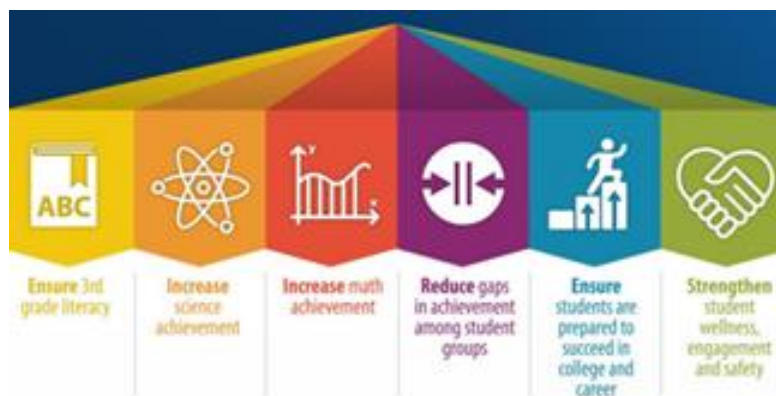 ABC
y
x
Ensure 3rd
grade literacy
Increase
science
achievement
Increase math
achievement
Reduce gaps
in achievement
among student
groups
Ensure
students are
prepared to
succeed in
college and
career
Strengthen
student
wellness,
engagement
and safety